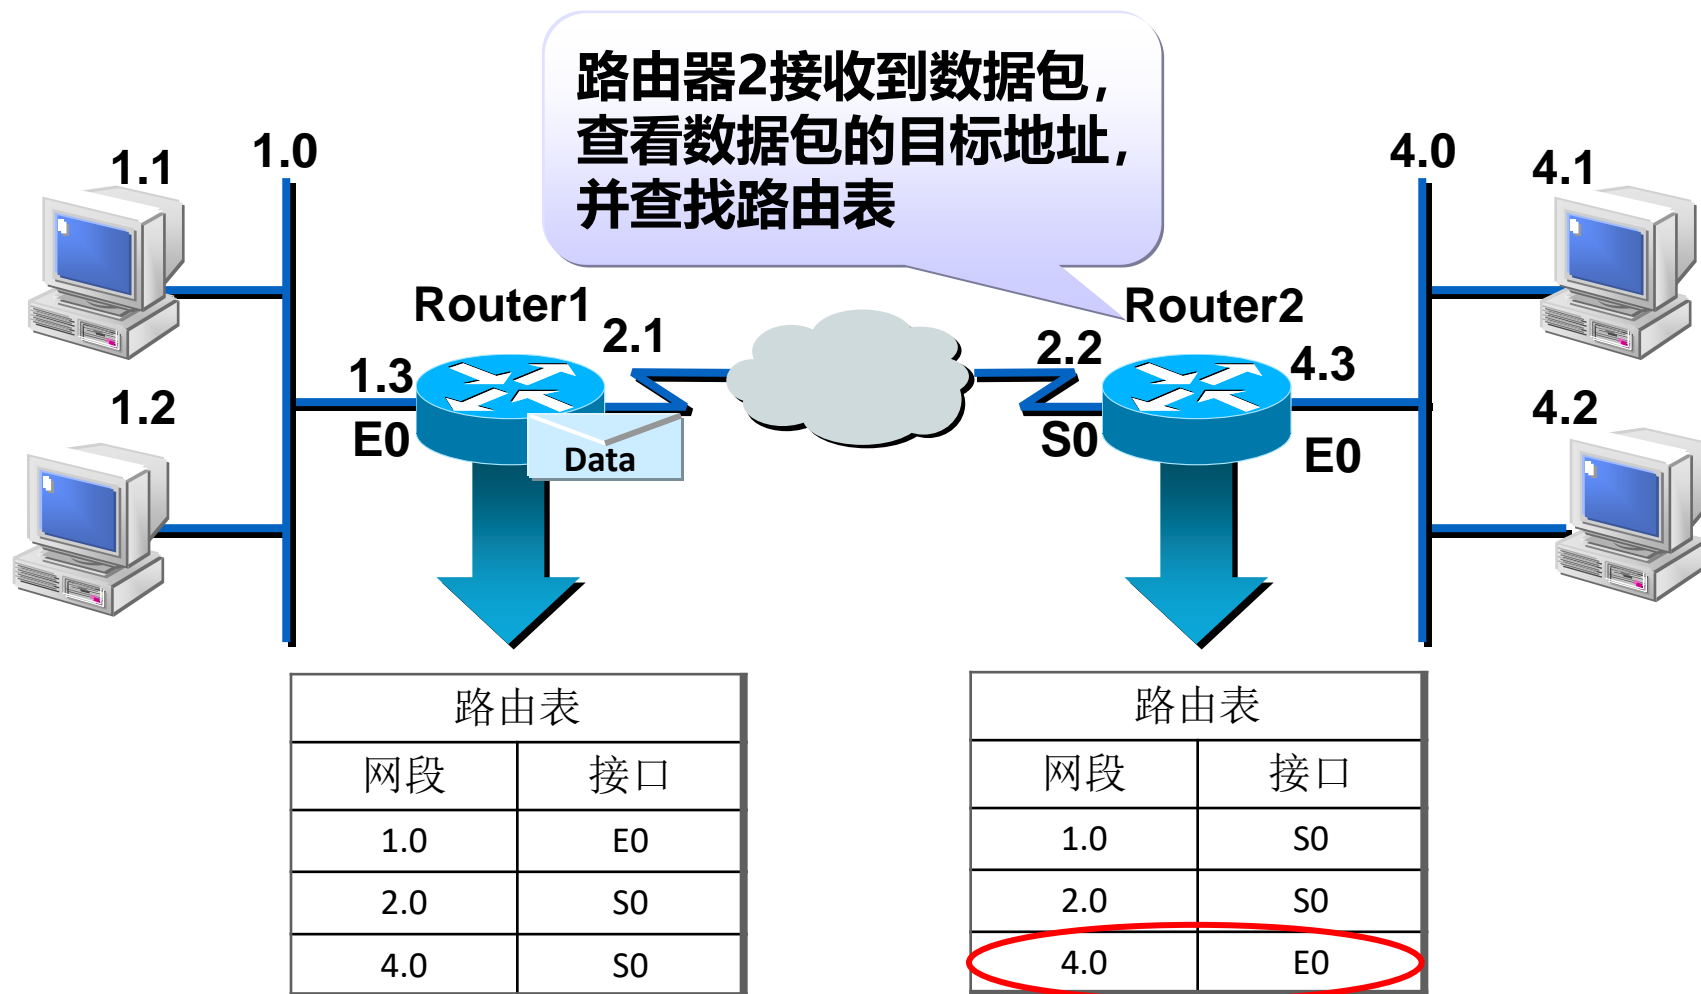 路由器2接收到数据包，
查看数据包的目标地址，
并查找路由表
1.1
1.0
4.0
4.1
Router1
Router2
2.1
2.2
1.3
4.3
1.2
4.2
E0
Data
S0
E0
路由表
网段 接口
1.0 E0
2.0 S0
4.0 S0
路由表
网段 接口
1.0 S0
2.0 S0
4.0 E0